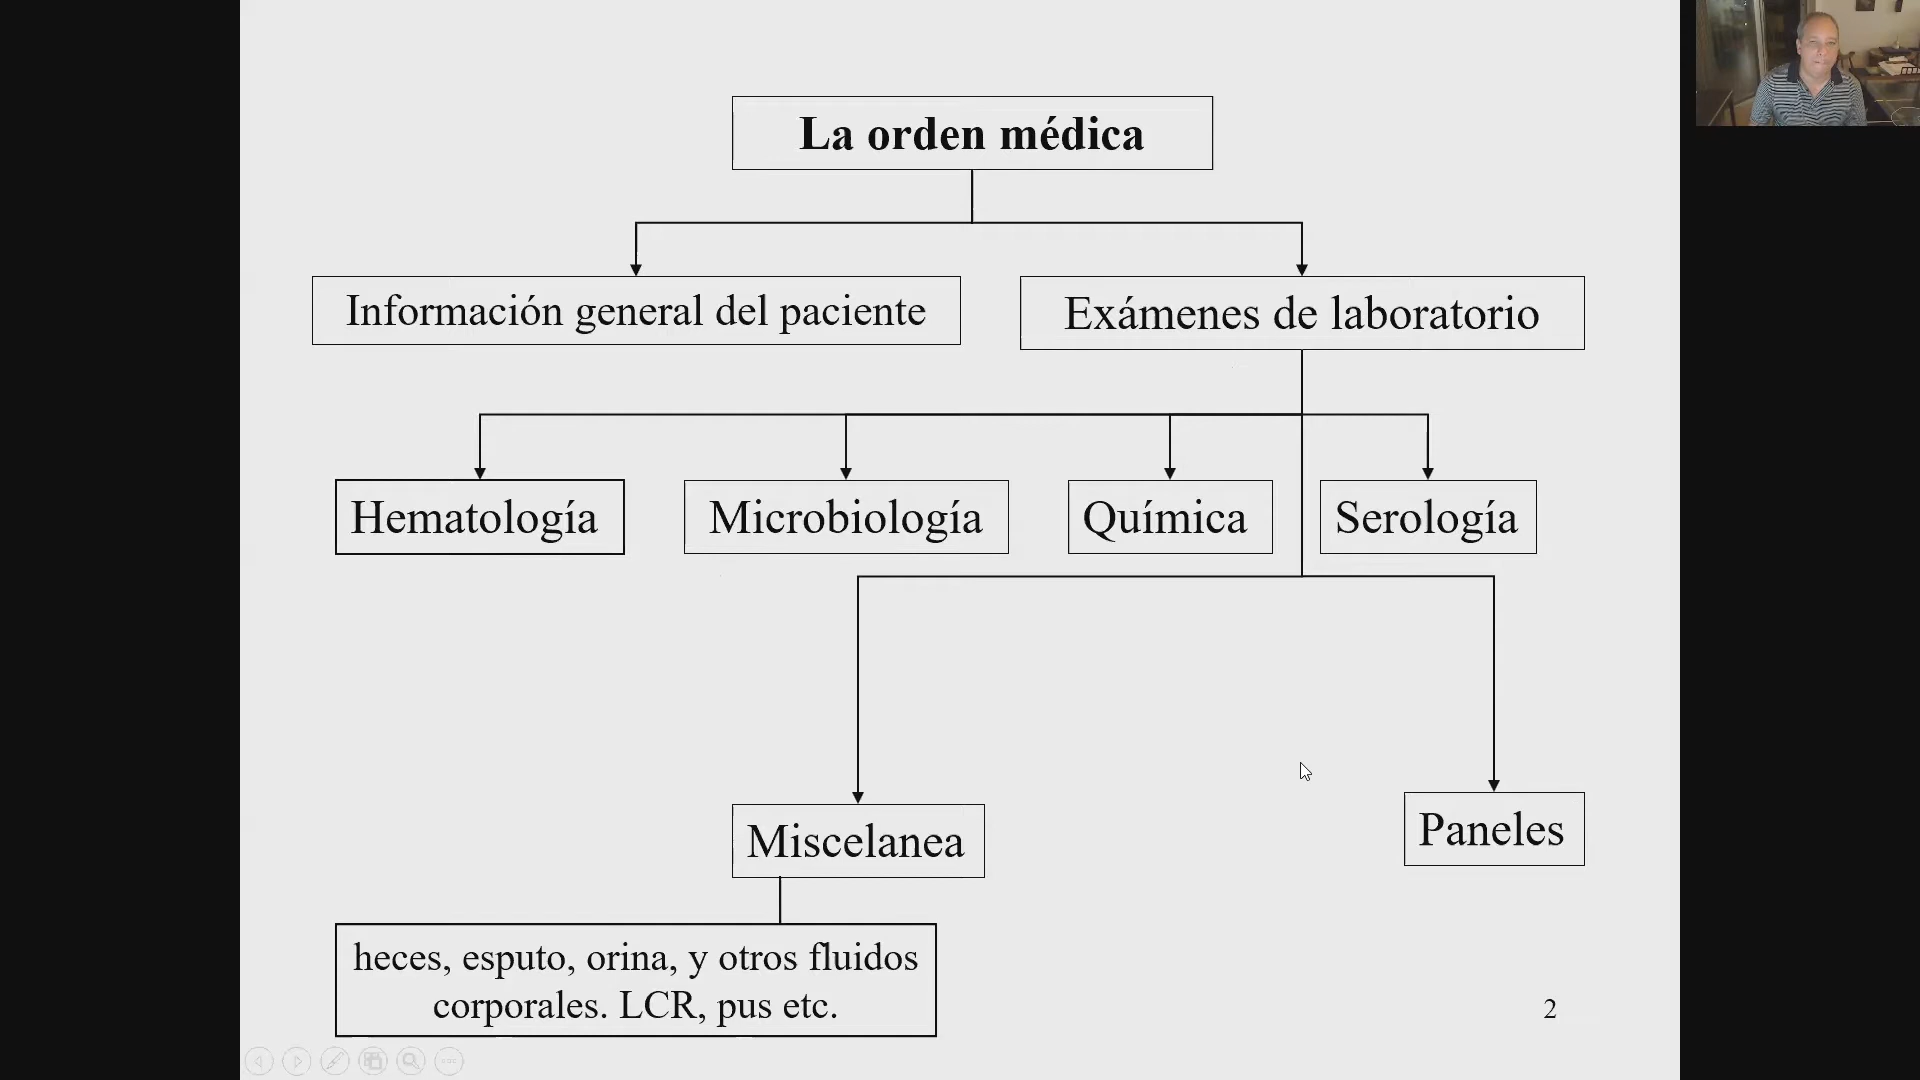 La orden médica
Información general del paciente
Exámenes de laboratorio
Hematología
Microbiología
Química
Serología
Miscelanea
Paneles
heces, esputo, orina, y otros fluidos
corporales. LCR, pus etc.
2